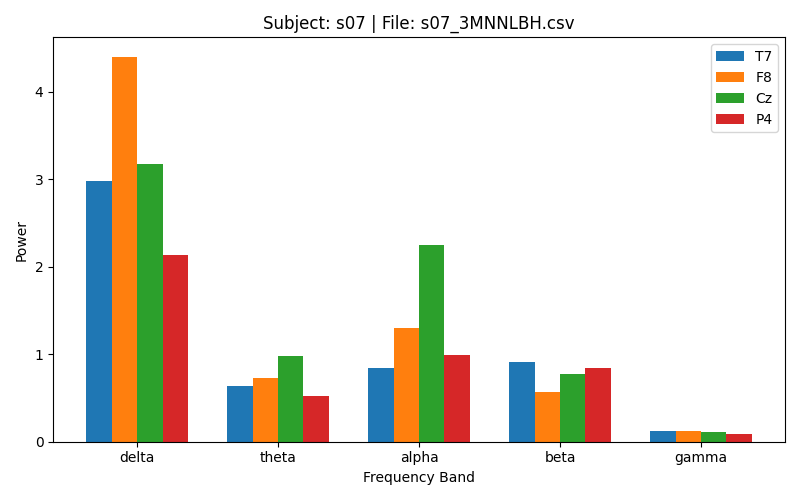 Subject: s07 | File: s07_3MNNLBH.csv
T7
F8
Cz
P4
Power
4
3
2
1
0
delta theta alpha beta gamma
Frequency Band